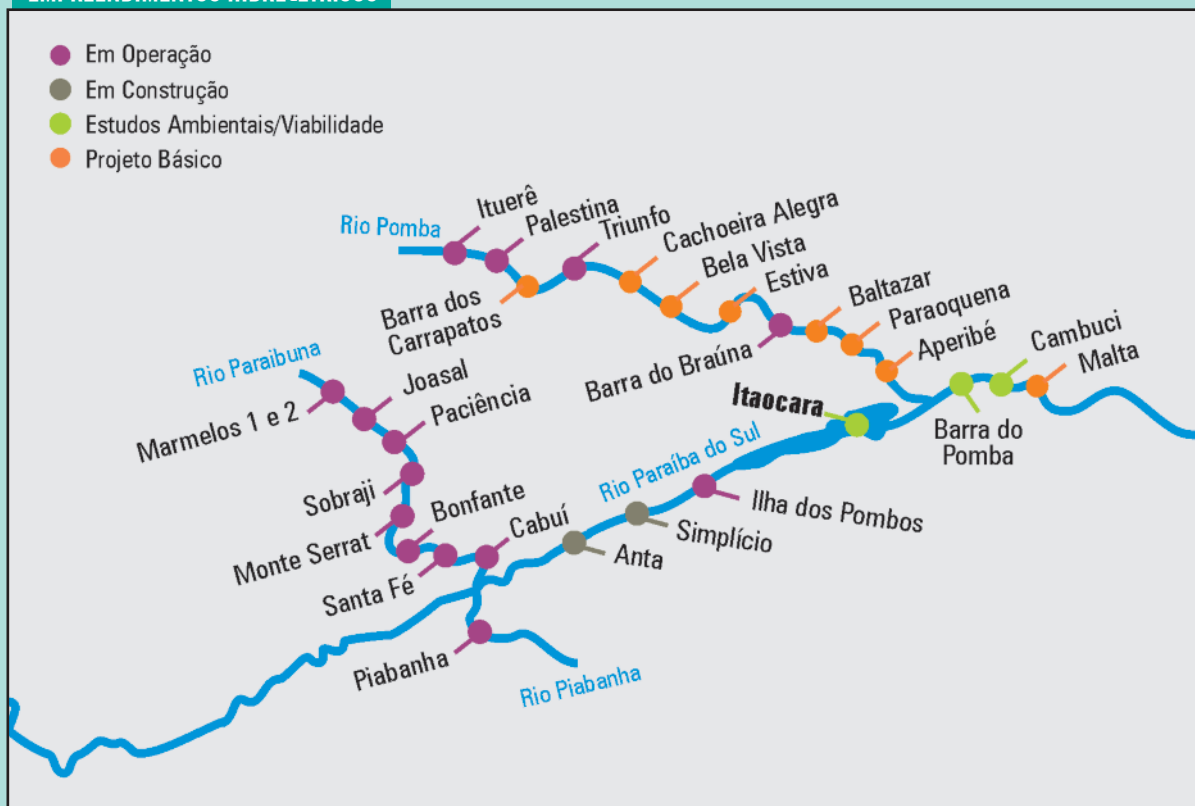 EMPREENDIMENTOS HIDRELÉTRICOS
Em Operação
Em Construção
Estudos Ambientais/Viabilidade
Projeto Básico
Rio Pomba
Ituerê
Palestina
Triunfo
Cachoeira Alegra
Bela Vista
Estiva
Baltazar
Paraoquena
Aperibé
Cambuci
Malta
Barra dos
Carrapatos
Barra do Braúna
Itaocara
Barra do
Pomba
Rio Paraibuna
Marmelos 1 e 2
Joasal
Paciência
Sobraji
Monte Serrat
Bonfante
Santa Fé
Cabuí
Rio Paraíba do Sul
Ilha dos Pombos
Simplício
Anta
Piabanha
Rio Piabanha